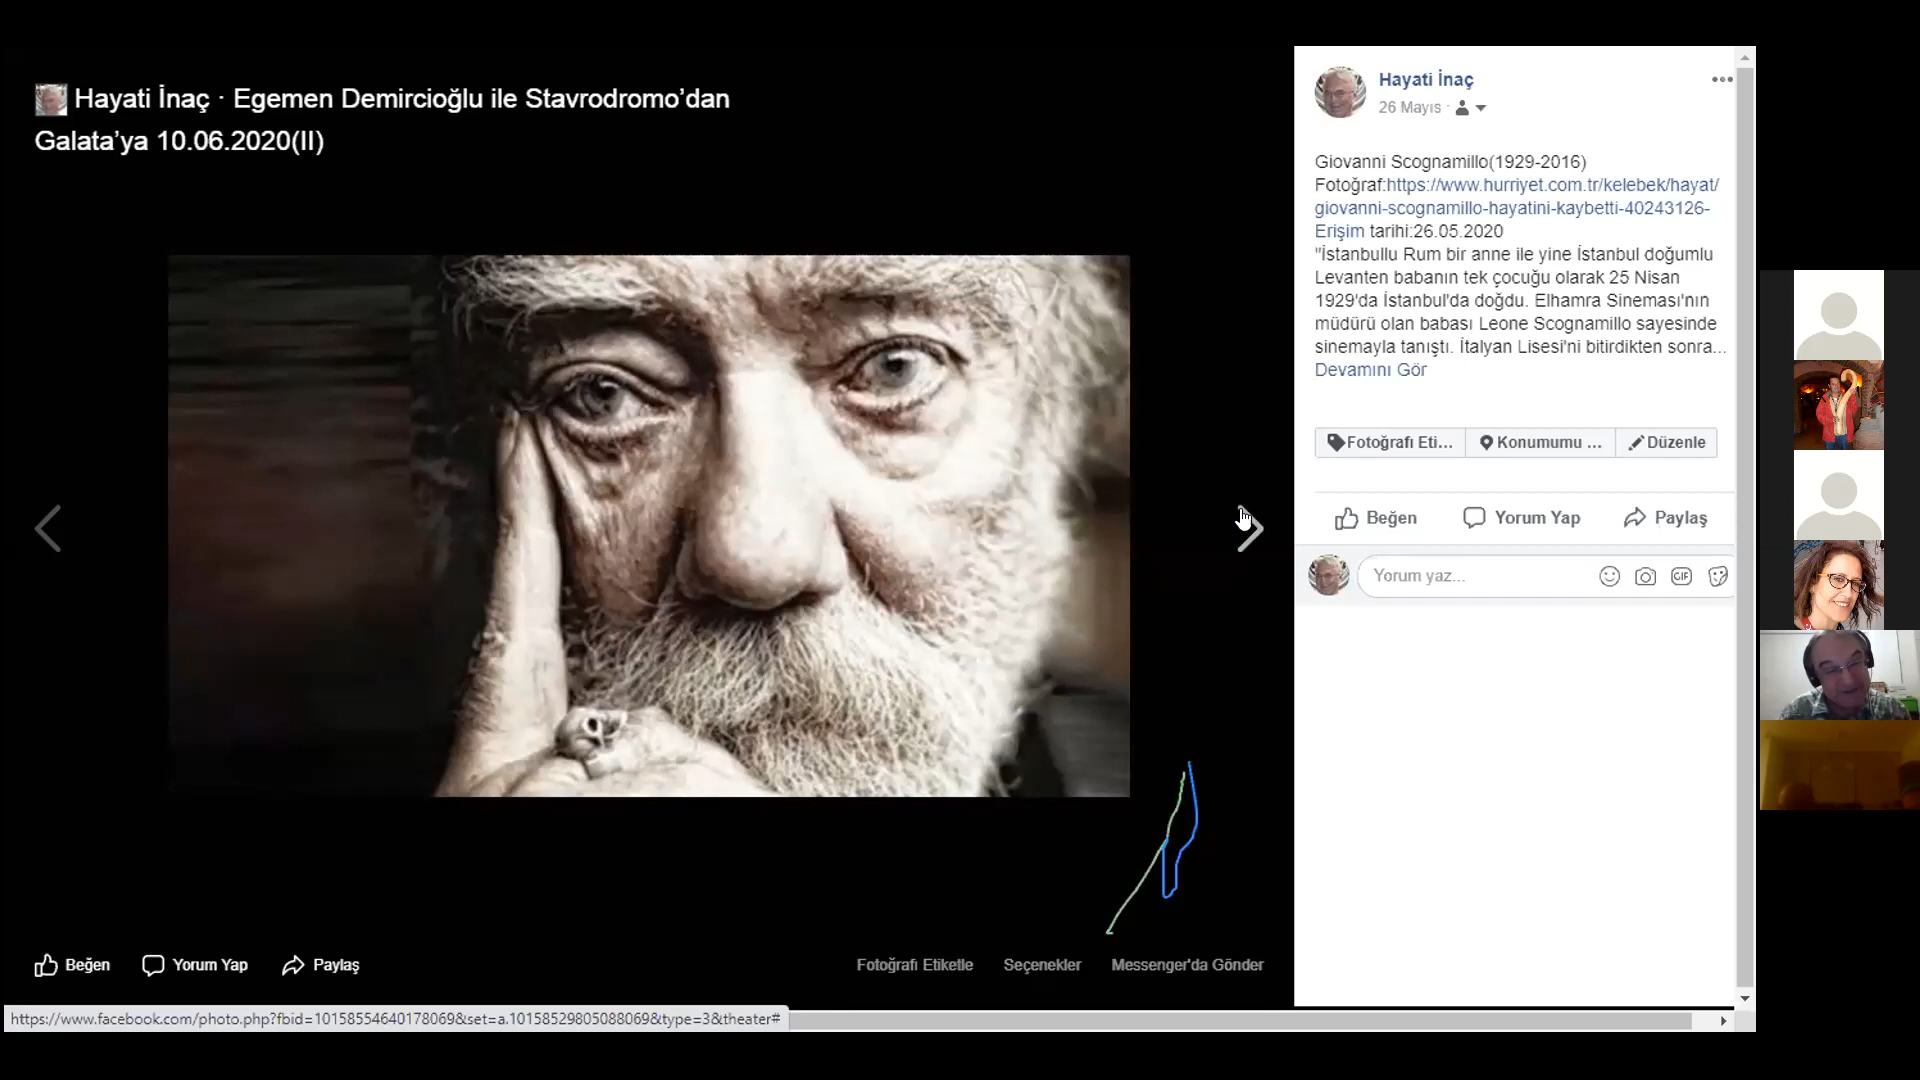 Hayati İnaç · Egemen Demircioğlu ile Stavrodromo’dan
Galata’ya 10.06.2020(II)
Hayati İnaç
26 Mayıs ·
Giovanni Scognamillo(1929-2016)
Fotoğraf:https://www.hurriyet.com.tr/kelebek/hayat/
giovanni-scognamillo-hayatini-kaybetti-40243126-
Erişim tarihi:26.05.2020
"İstanbullu Rum bir anne ile yine İstanbul doğumlu
Levanten babanın tek çocuğu olarak 25 Nisan
1929'da İstanbul'da doğdu. Elhamra Sineması'nın
müdürü olan babası Leone Scognamillo sayesinde
sinemayla tanıştı. İtalyan Lisesi'ni bitirdikten sonra...
Devamını Gör
Fotoğrafı Eti... Konumumu ... Düzenle
Beğen Yorum Yap Paylaş
Yorum yaz...
GIF
Beğen Yorum Yap Paylaş
Fotoğrafı Etiketle Seçenekler Messenger'da Gönder
https://www.facebook.com/photo.php?fbid=10158554640178069&set=a.10158529805088069&type=3&theater#